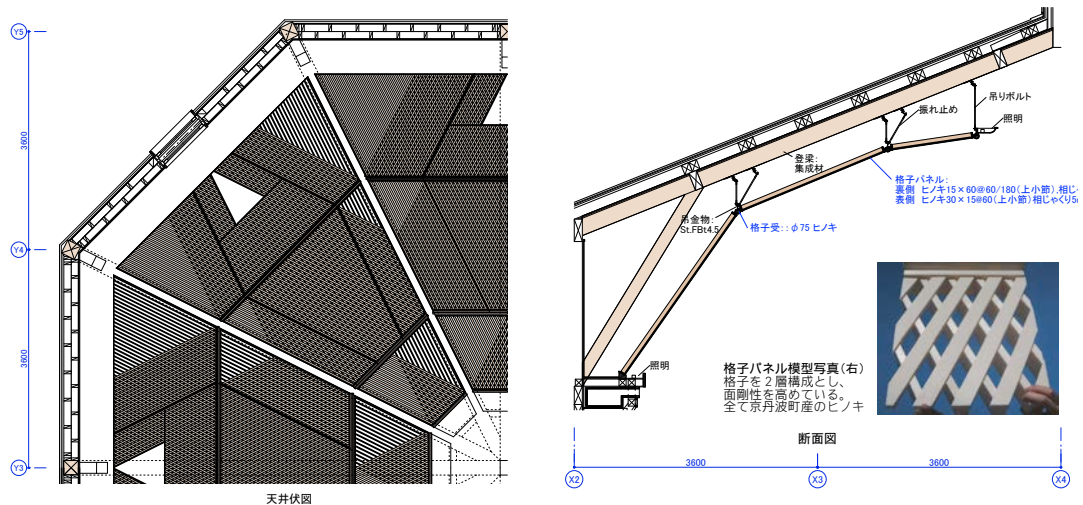 Y5
3600
Y4
3600
Y3
天井伏図
吊りボルト
振れ止め
照明
登梁：
集成材
格子パネル：
裏側 ヒノキ15×60@60/180(上小節),相じゃ
表側 ヒノキ30×15@60(上小節)相じゃくり5
吊金物：
St.FBt4.5
格子受：：φ75 ヒノキ
照明
格子パネル模型写真（右）
格子を２層構成とし、
面剛性を高めている。
全て京丹波町産のヒノキ
断面図
3600
3600
X2
X3
X4